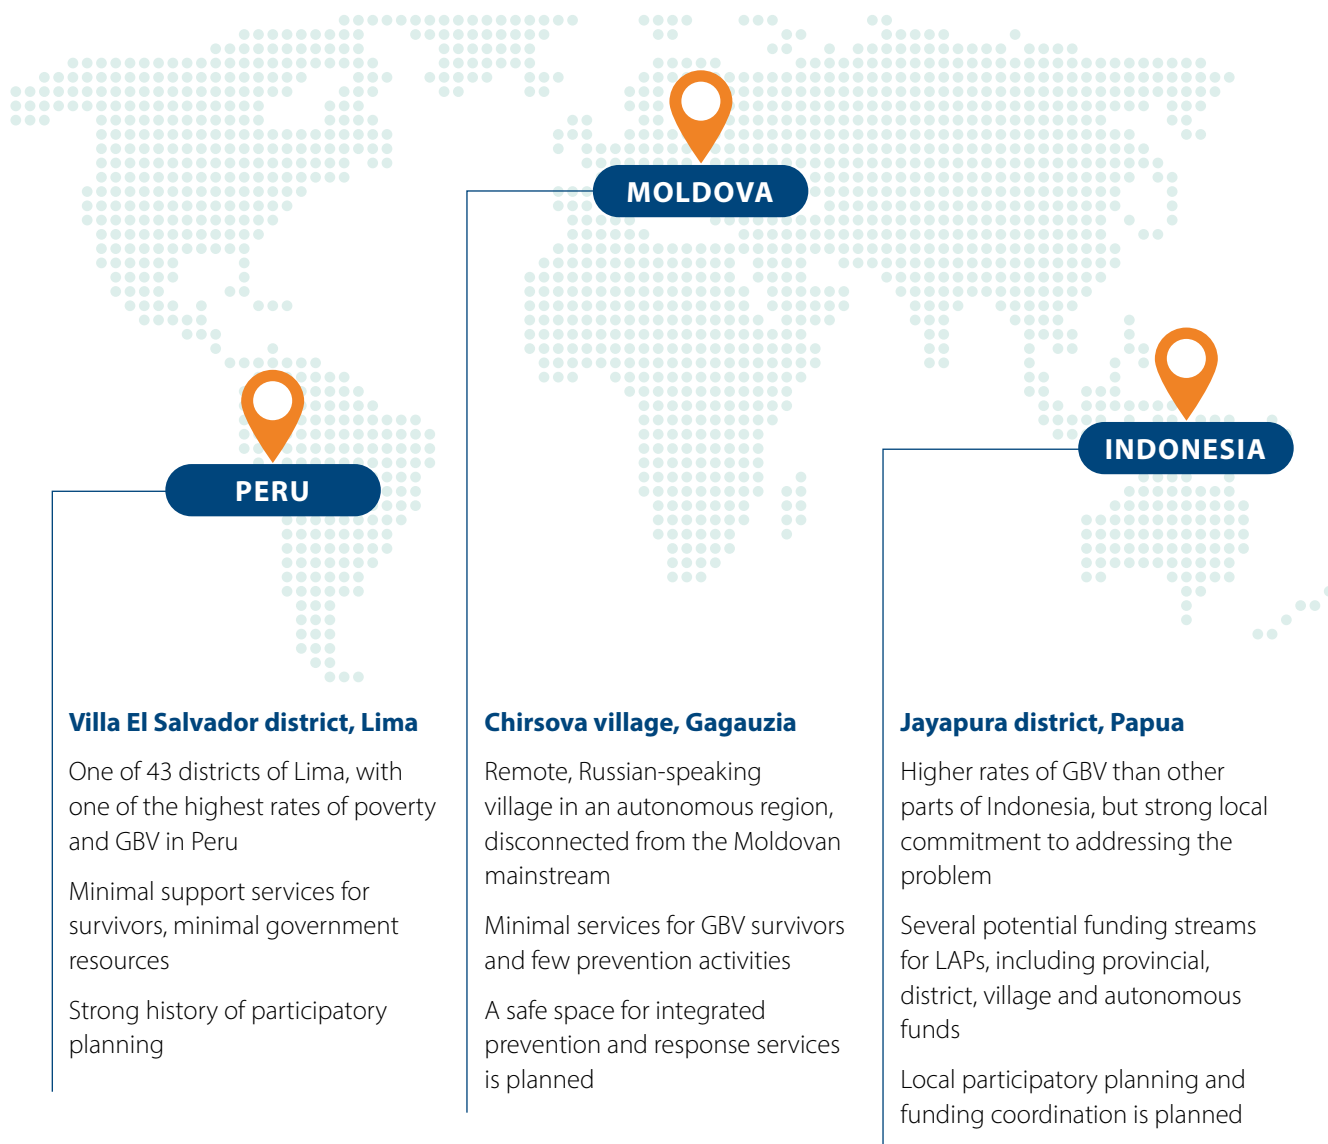 MOLDOVA
INDONESIA
PERU
Villa El Salvador district, Lima
One of 43 districts of Lima, with
one of the highest rates of poverty
and GBV in Peru
Minimal support services for
survivors, minimal government
resources
Strong history of participatory
planning
Chirsova village, Gagauzia
Remote, Russian-speaking
village in an autonomous region,
disconnected from the Moldovan
mainstream
Minimal services for GBV survivors
and few prevention activities
A safe space for integrated
prevention and response services
is planned
Jayapura district, Papua
Higher rates of GBV than other
parts of Indonesia, but strong local
commitment to addressing the
problem
Several potential funding streams
for LAPs, including provincial,
district, village and autonomous
funds
Local participatory planning and
funding coordination is planned